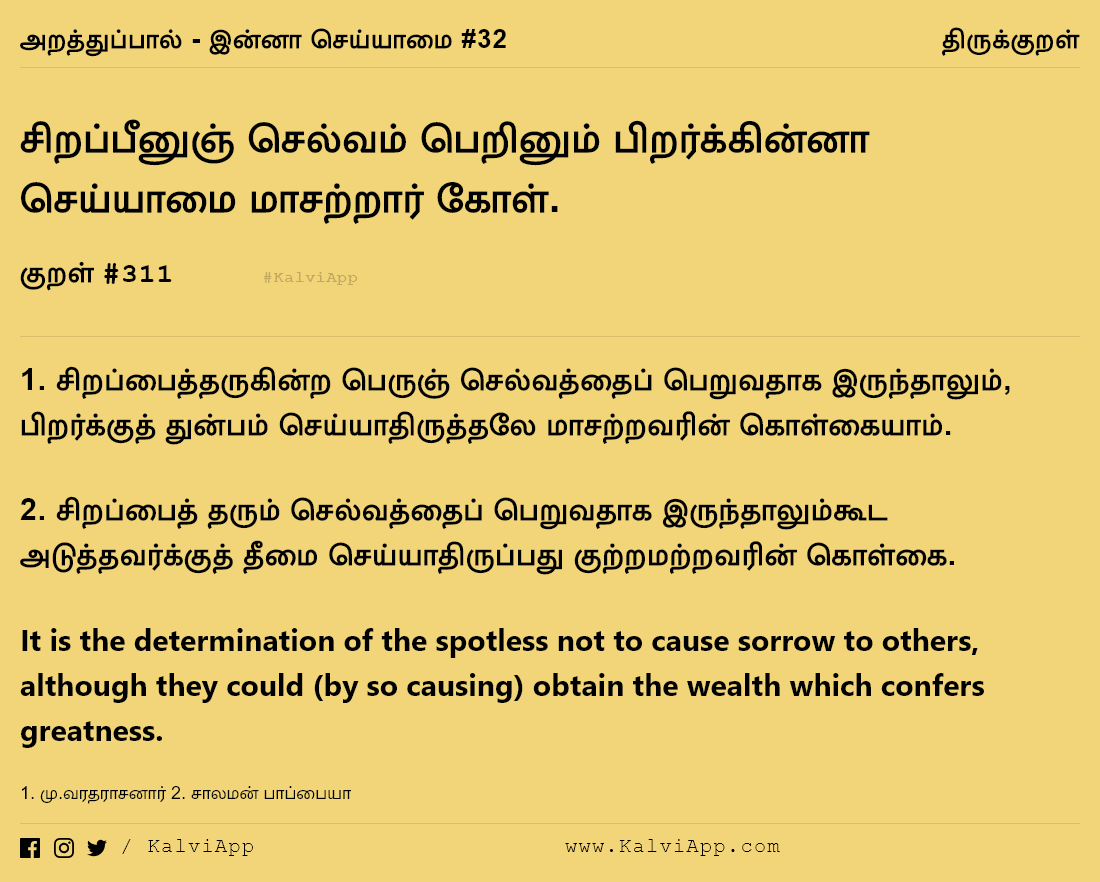 அறத்துப்பால் - இன்னா செய்யாமை #32
திருக்குறள்
சிறப்பீனுஞ் செல்வம் பெறினும் பிறர்க்கின்னா
செய்யாமை மாசற்றார் கோள்.
குறள் #311
#KalviApp
1. சிறப்பைத்தருகின்ற பெருஞ் செல்வத்தைப் பெறுவதாக இருந்தாலும்,
பிறர்க்குத் துன்பம் செய்யாதிருத்தலே மாசற்றவரின் கொள்கையாம்.
2. சிறப்பைத் தரும் செல்வத்தைப் பெறுவதாக இருந்தாலும்கூட
அடுத்தவர்க்குத் தீமை செய்யாதிருப்பது குற்றமற்றவரின் கொள்கை.
It is the determination of the spotless not to cause sorrow to others,
although they could (by so causing) obtain the wealth which confers
greatness.
1. மு.வரதராசனார் 2. சாலமன் பாப்பையா
/ KalviApp
www.KalviApp.com